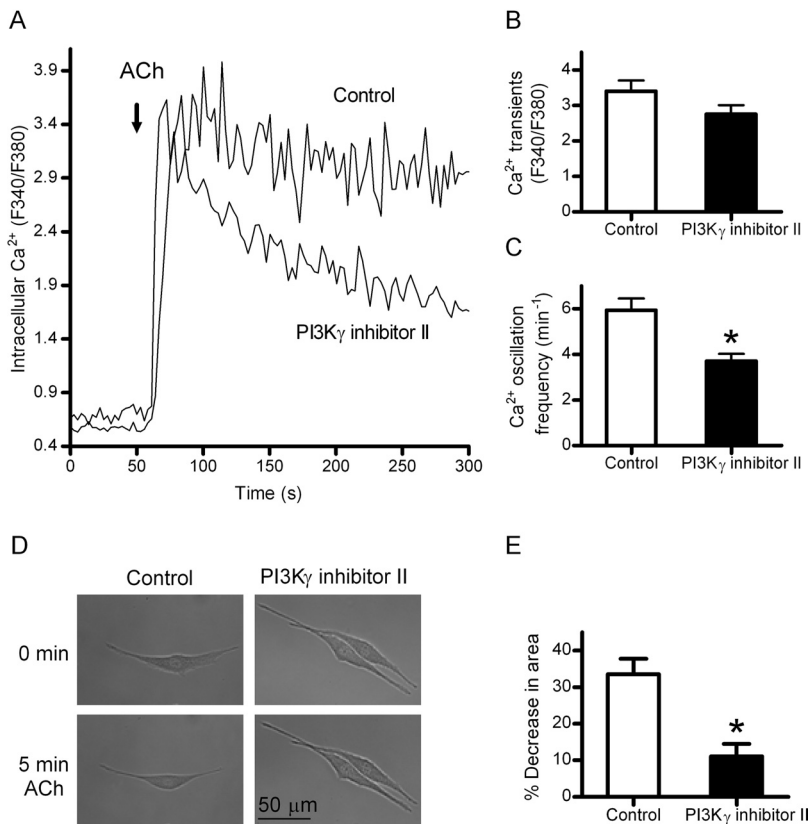 A
Intracellular Ca²⁺ (F340/F380)
3.9
3.4
2.9
2.4
1.9
1.4
0.9
0.4
ACh
Control
PI3Kγ inhibitor II
0 50 100 150 200 250 300
Time (s)
B
Ca²⁺ transients
(F340/F380)
4
3
2
1
0
Control PI3Kγ inhibitor II
C
Ca²⁺ oscillation
frequency (min⁻¹)
6
4
2
0
*
Control PI3Kγ inhibitor II
D
Control PI3Kγ inhibitor II
0 min
5 min
ACh
50 μm
E
% Decrease in area
40
30
20
10
0
*
Control PI3Kγ inhibitor II